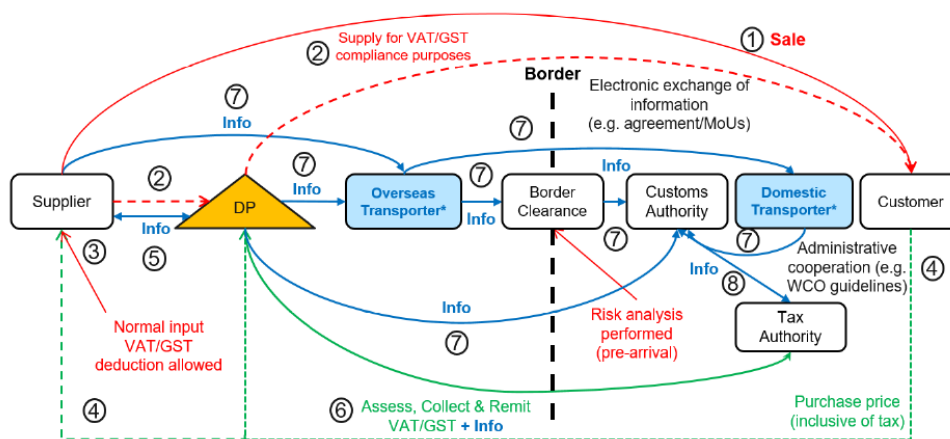 ① Sale
② Supply for VAT/GST
compliance purposes
Border
Electronic exchange of
information
(e.g. agreement/MoUs)
⑦
Info
⑦
Info
Supplier
②
Info
③
⑤
DP
⑦
Info
Overseas
Transporter*
⑦
Info
Border
Clearance
⑦
Customs
Authority
Domestic
Transporter*
Customer
⑦
Info
⑧
Administrative
cooperation (e.g.
WCO guidelines)
④
Normal input
VAT/GST
deduction allowed
Info
⑦
Risk analysis
performed
(pre-arrival)
Tax
Authority
④
⑥ Assess, Collect & Remit
VAT/GST + Info
Purchase price
(inclusive of tax)